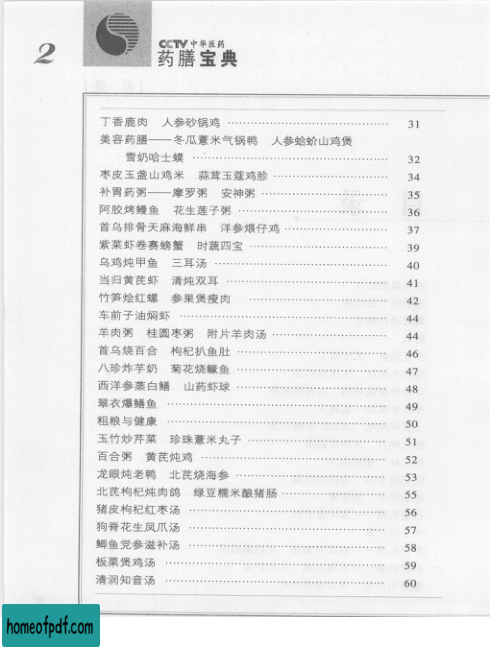 2
CCTV 中华医药
药膳宝典
丁香鹿肉 人参砂锅鸡 31
美容药膳——冬瓜薏米气锅鸭 人参蛤蚧山鸡煲
雪奶哈士蟆 32
枣皮玉盏山鸡米 蒜茸玉蔻鸡胗 34
补胃药粥——摩罗粥 安神粥 35
阿胶烤鳗鱼 花生莲子粥 36
首乌排骨天麻海鲜串 洋参煨仔鸡 37
紫菜虾卷赛螃蟹 时蔬四宝 39
乌鸡炖甲鱼 三耳汤 40
当归黄芪虾 清炖双耳 41
竹笋烩红螺 参果煲瘦肉 42
车前子油焖虾 44
羊肉粥 桂圆枣粥 附片羊肉汤 44
首乌烧百合 枸杞扒鱼肚 46
八珍炸芋奶 菊花烧鳜鱼 47
西洋参蒸白鳝 山药虾球 48
翠衣爆鳝鱼 49
粗粮与健康 50
玉竹炒芹菜 珍珠薏米丸子 51
百合粥 黄芪炖鸡 52
龙眼炖老鸭 北芪烧海参 53
北芪枸杞炖肉鸽 绿豆糯米酿猪肠 55
猪皮枸杞红枣汤 56
狗脊花生凤爪汤 57
鲫鱼党参滋补汤 58
板栗煲鸡汤 59
清润知音汤 60
homeofpdf.com